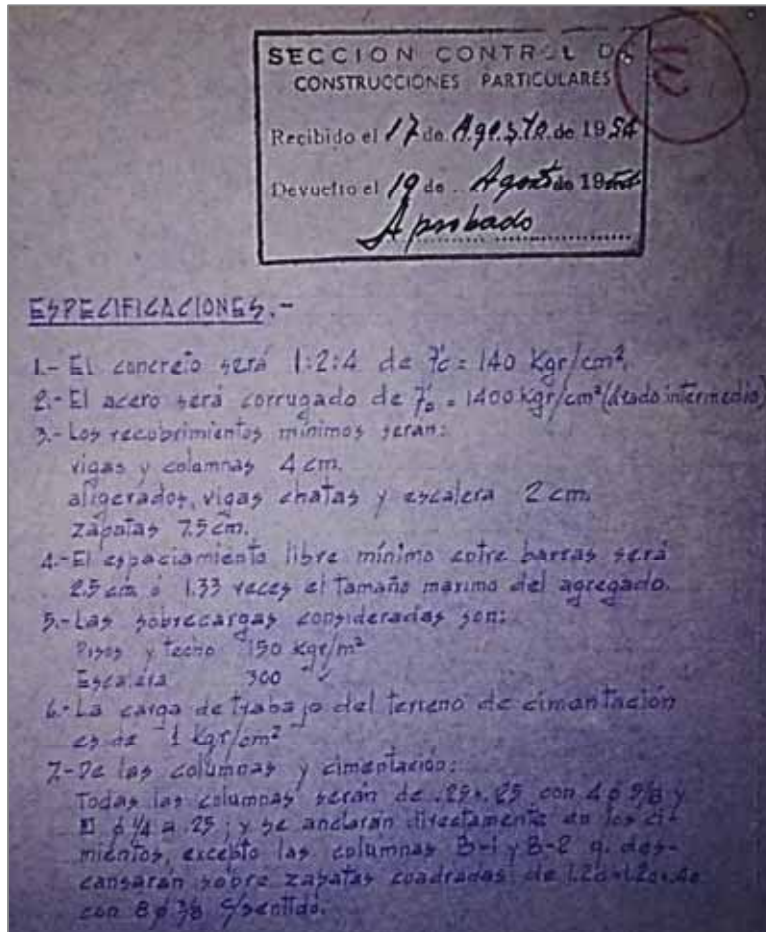 SECCION CONTROL DE
CONSTRUCCIONES PARTICULARES
Recibido el 17 de Agosto de 1954
Devuelto el 19 de Agosto de 19
Aprobado
ESPECIFICACIONES.-
1.- El concreto será 1:2:4 de f'c = 140 Kgr/cm².
2.- El acero será corrugado de = 1400 Kgr/cm² (Grado intermedio)
3.- Los recubrimientos mínimos seran:
vigas y columnas 4 cm.
aligerados, vigas chatas y escalera 2 cm.
zapatas 7.5 cm.
4.- El espaciamiento libre mínimo entre barras será
2.5 cm ó 1.33 veces el tamaño maximo del agregado.
5.- Las sobrecargas consideradas son:
Pisos y techo 150 Kgr/m²
Escalera 300 "
6.- La carga de trabajo del terreno de cimentación
es de 1 Kgr/cm²
7.- De las columnas y cimentación:
Todas las columnas serán de .25x.25 con 4 ø 5/8 y
ø 1/4 a .25; y se anclarán directamente en los ci-
mientos, excepto las columnas B-1 y B-2 q. des-
cansarán sobre zapatas cuadradas de 1.20x1.20x.40
con 8 ø 3/8 c/sentido.